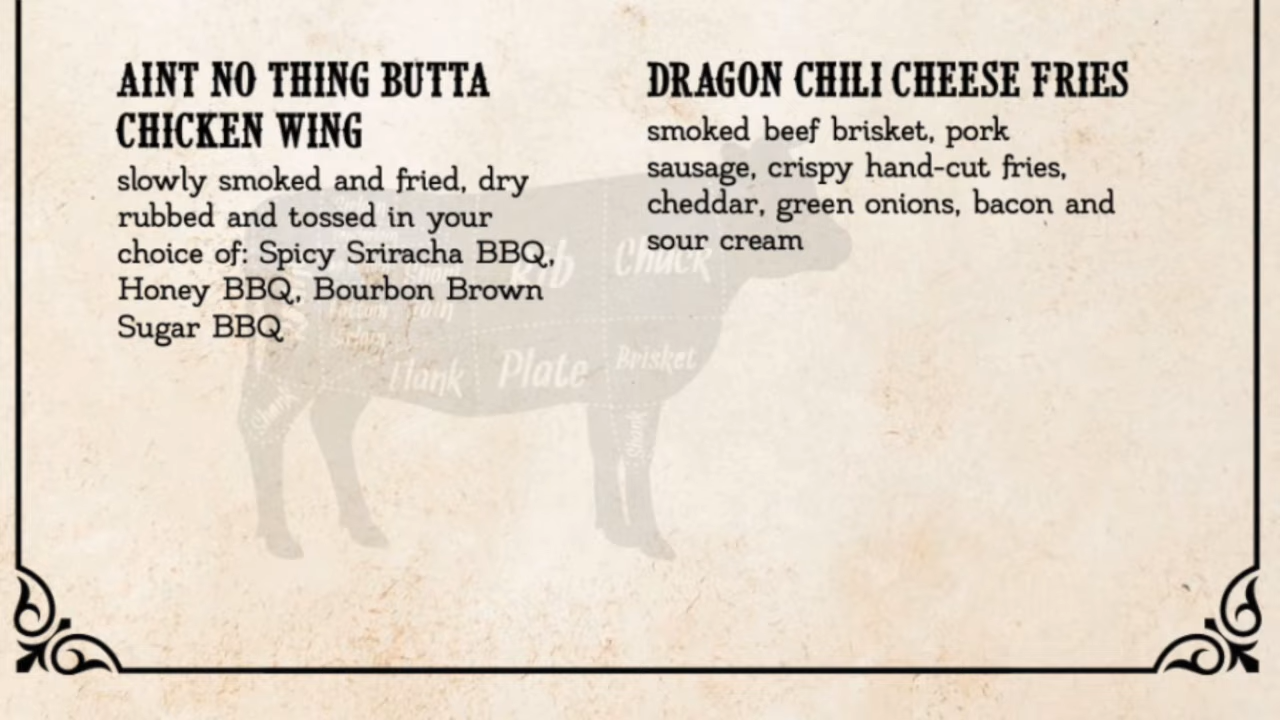 AINT NO THING BUTTA
CHICKEN WING
slowly smoked and fried, dry
rubbed and tossed in your
choice of: Spicy Sriracha BBQ,
Honey BBQ, Bourbon Brown
Sugar BBQ
DRAGON CHILI CHEESE FRIES
smoked beef brisket, pork
sausage, crispy hand-cut fries,
cheddar, green onions, bacon and
sour cream
Rib
Chuck
Flank
Plate
Brisket
Shank
Shank